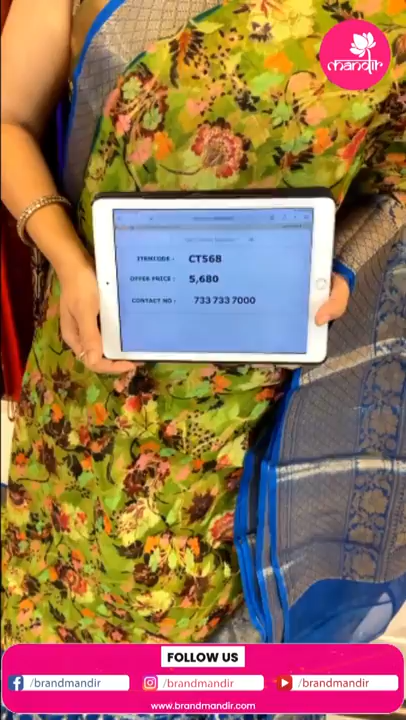 mandir
ITEMCODE : CT568
OFFER PRICE : 5,680
CONTACT NO : 733 733 7000
FOLLOW US
/brandmandir /brandmandir /brandmandir
www.brandmandir.com